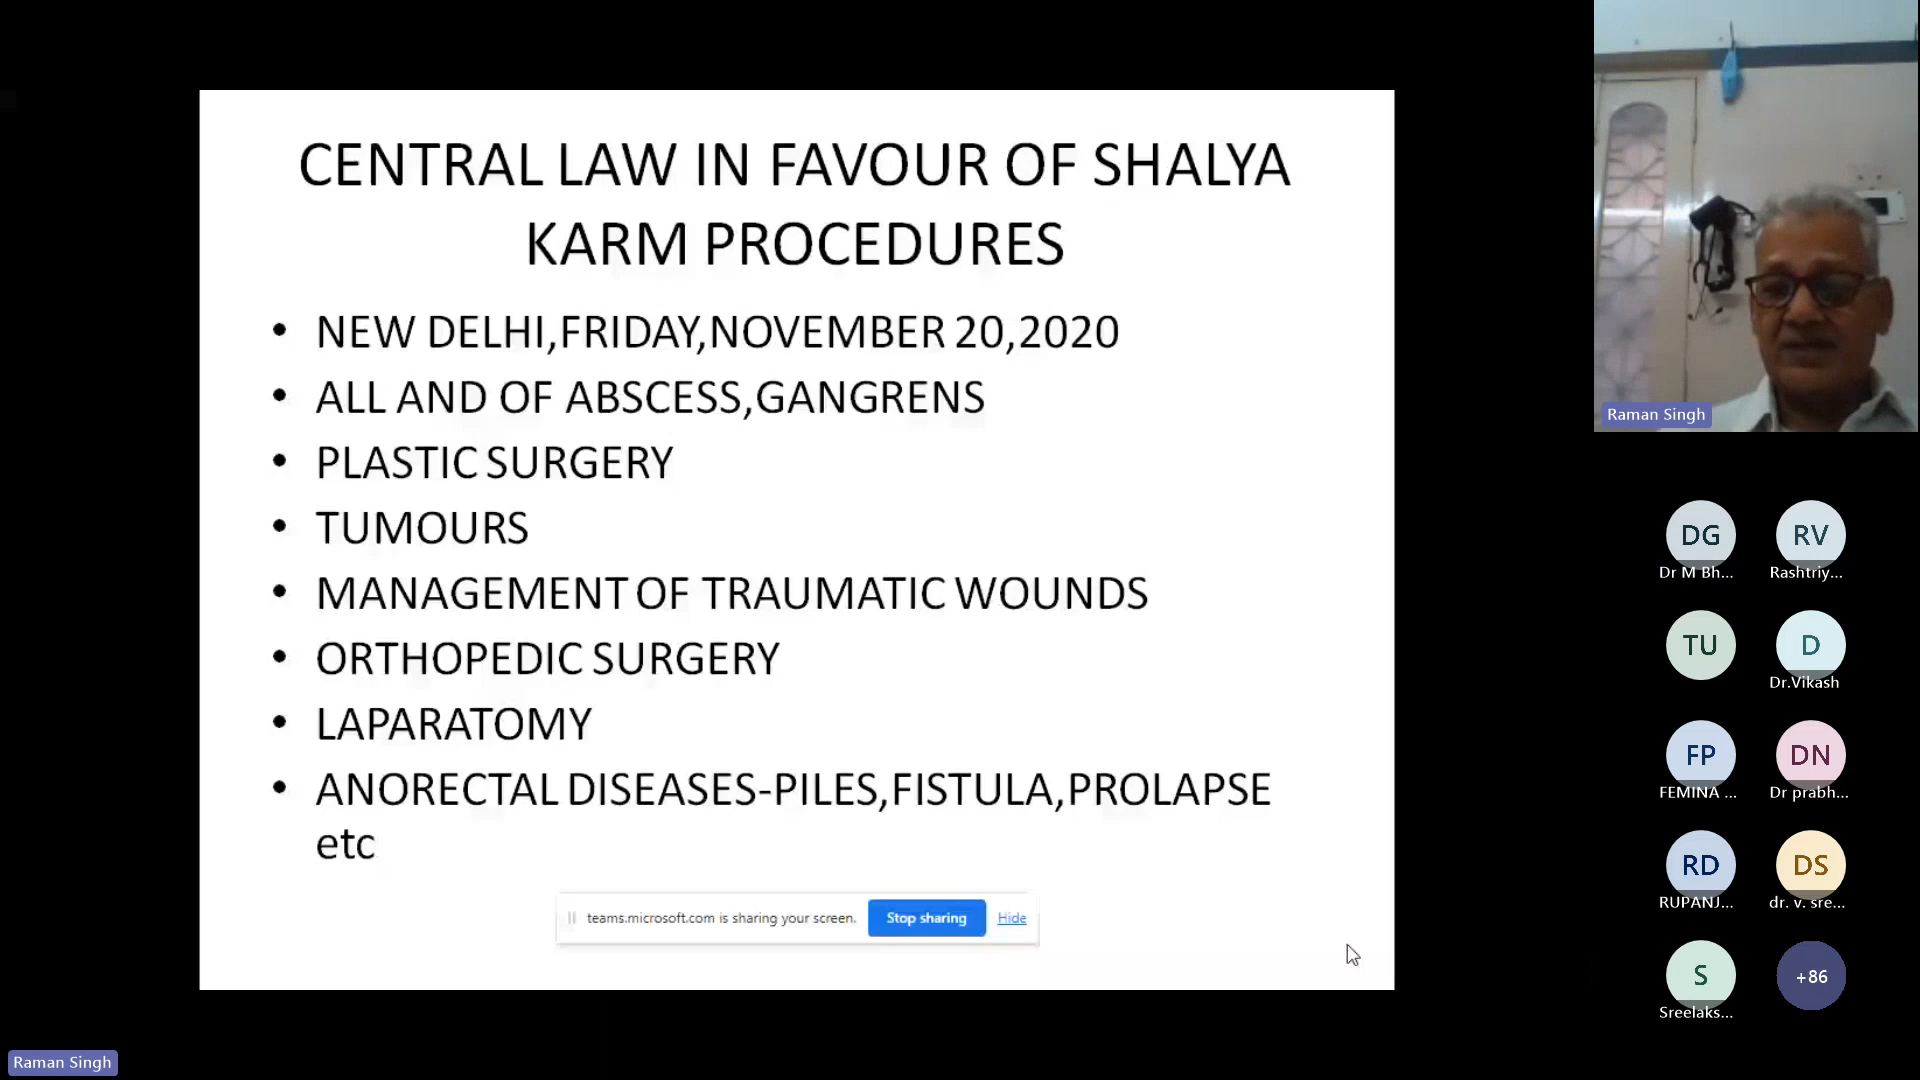 CENTRAL LAW IN FAVOUR OF SHALYA
KARM PROCEDURES
• NEW DELHI,FRIDAY,NOVEMBER 20,2020
• ALL AND OF ABSCESS,GANGRENS
• PLASTIC SURGERY
• TUMOURS
• MANAGEMENT OF TRAUMATIC WOUNDS
• ORTHOPEDIC SURGERY
• LAPARATOMY
• ANORECTAL DISEASES-PILES,FISTULA,PROLAPSE
etc
teams.microsoft.com is sharing your screen. Stop sharing Hide
Raman Singh
DG RV
Dr M Bh... Rashtriy...
TU D
Dr.Vikash
FP DN
FEMINA ... Dr prabh...
RD DS
RUPANJ... dr. v. sre...
S +86
Sreelaks...
Raman Singh